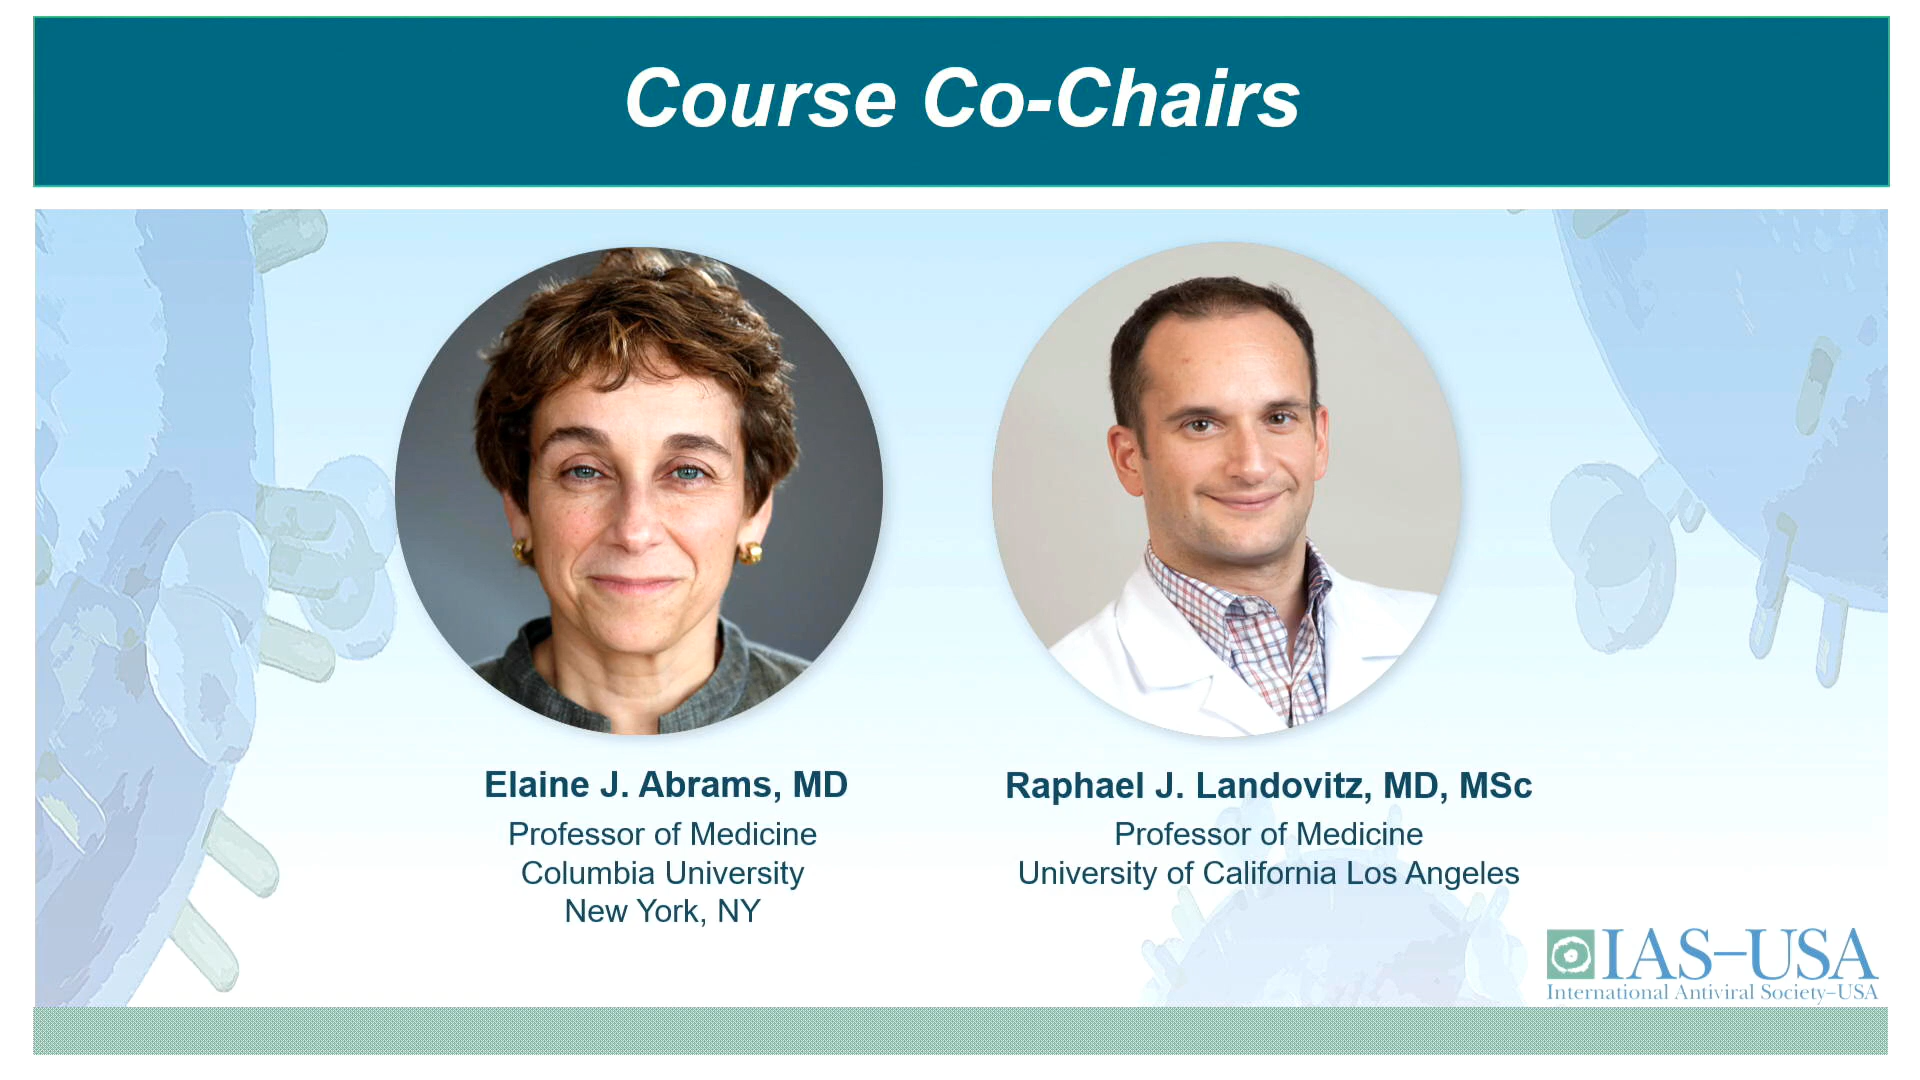 Course Co-Chairs
Elaine J. Abrams, MD
Professor of Medicine
Columbia University
New York, NY
Raphael J. Landovitz, MD, MSc
Professor of Medicine
University of California Los Angeles
IAS–USA
International Antiviral Society–USA